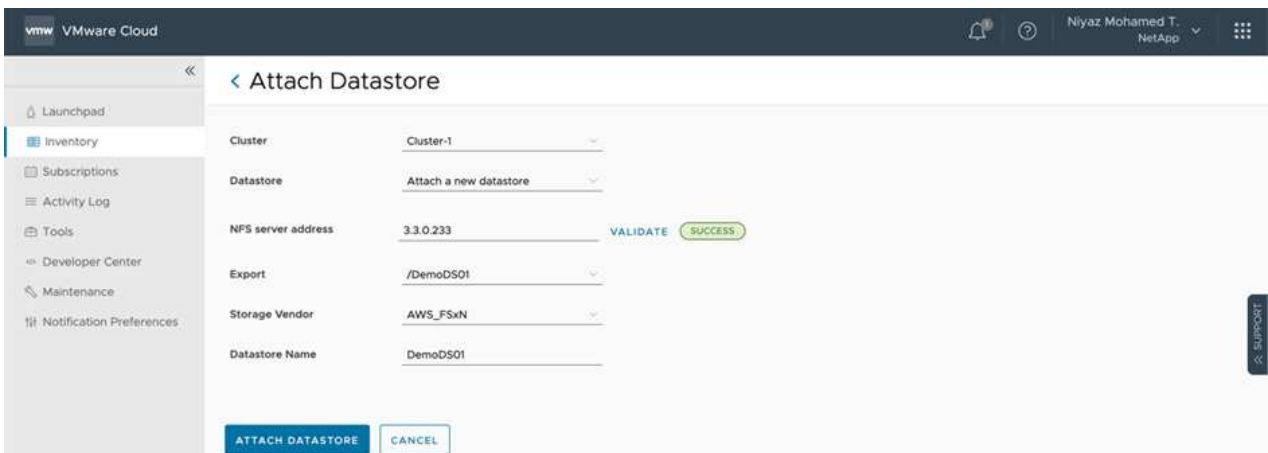 vmw VMware Cloud
Niyaz Mohamed T.
NetApp
Attach Datastore
Launchpad
Inventory
Subscriptions
Activity Log
Tools
Developer Center
Maintenance
Notification Preferences
Cluster Cluster-1
Datastore Attach a new datastore
NFS server address 3.3.0.233 VALIDATE SUCCESS
Export /DemoDS01
Storage Vendor AWS_FSxN
Datastore Name DemoDS01
ATTACH DATASTORE CANCEL
SUPPORT